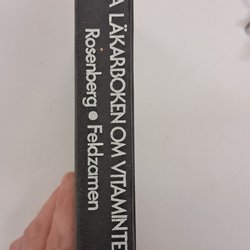 A LÄKARBOKEN OM VITAMINTE
Rosenberg ● Feldzamen